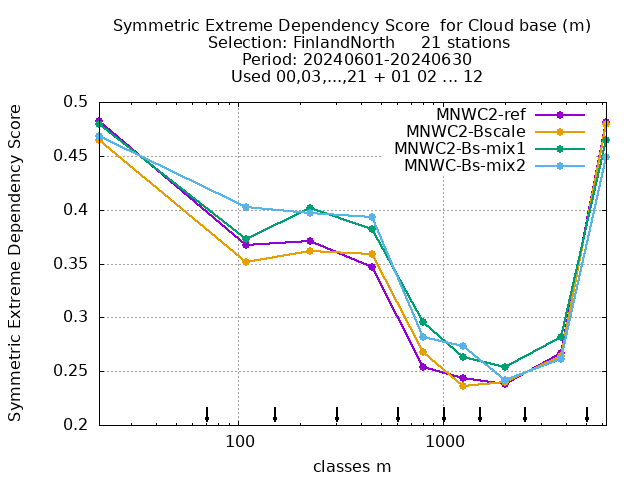 Symmetric Extreme Dependency Score  for Cloud base (m)
Selection: FinlandNorth     21 stations
Period: 20240601-20240630
Used 00,03,...,21 + 01 02 ... 12
Symmetric Extreme Dependency Score
0.5
0.45
0.4
0.35
0.3
0.25
0.2
MNWC2-ref
MNWC2-Bscale
MNWC2-Bs-mix1
MNWC-Bs-mix2
100
1000
classes m